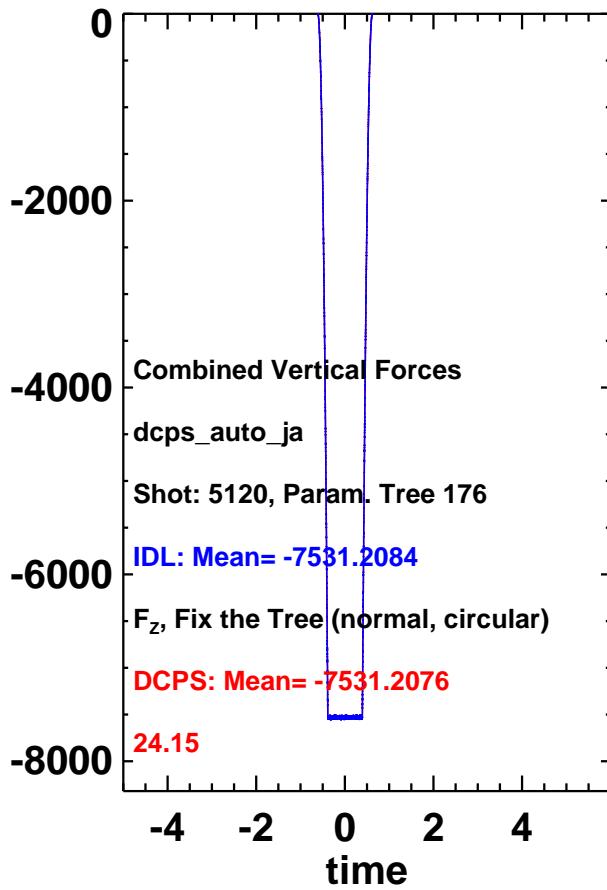 0
-2000
-4000
Combined Vertical Forces
dcps_auto_ja
Shot: 5120, Param. Tree 176
IDL: Mean= -7531.2084
-6000
F_Z, Fix the Tree (normal, circular)
DCPS: Mean= -7531.2076
24.15
-8000
-4 -2 0 2 4
time